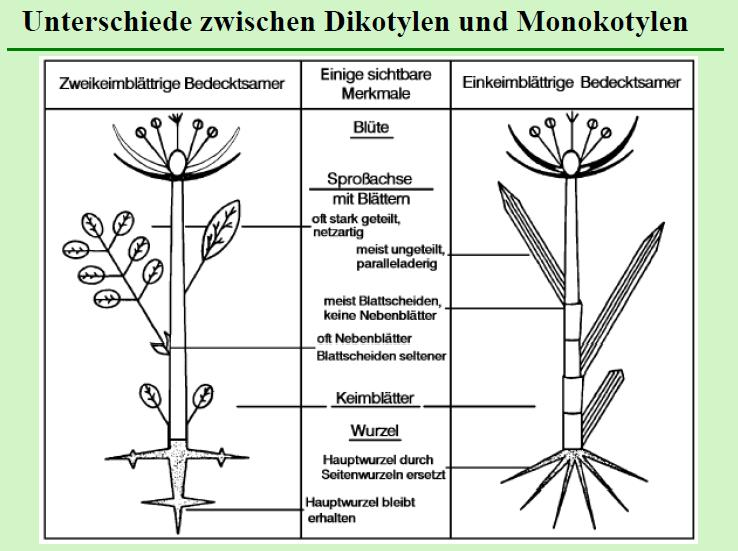 Unterschiede zwischen Dikotylen und Monokotylen
Zweikeimblättrige Bedecktsamer
Einige sichtbare
Merkmale
Einkeimblättrige Bedecktsamer
Blüte
Sproßachse
mit Blättern
oft stark geteilt,
netzartig
meist ungeteilt,
paralleladerig
meist Blattscheiden,
keine Nebenblätter
oft Nebenblätter
Blattscheiden seltener
Keimblätter
Wurzel
Hauptwurzel durch
Seitenwurzeln ersetzt
Hauptwurzel bleibt
erhalten